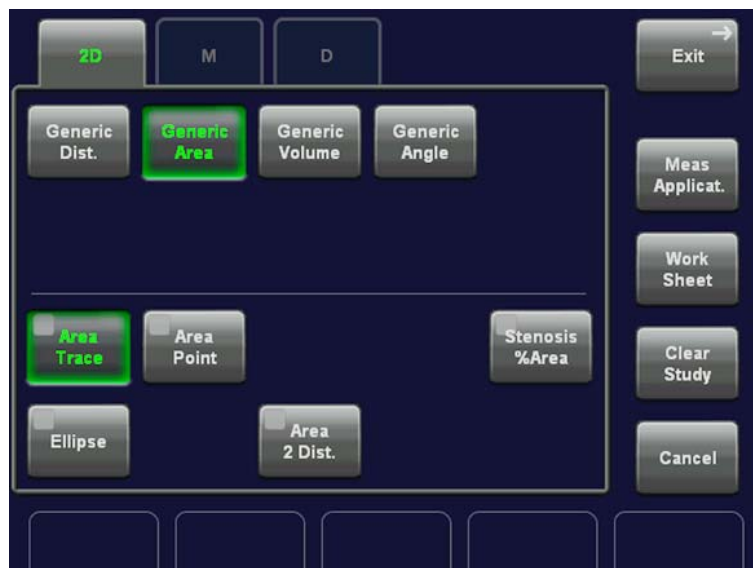 2D
M
D
Exit
Generic
Dist.
Generic
Area
Generic
Volume
Generic
Angle
Meas
Applicat.
Work
Sheet
Area
Trace
Area
Point
Stenosis
%Area
Clear
Study
Ellipse
Area
2 Dist.
Cancel